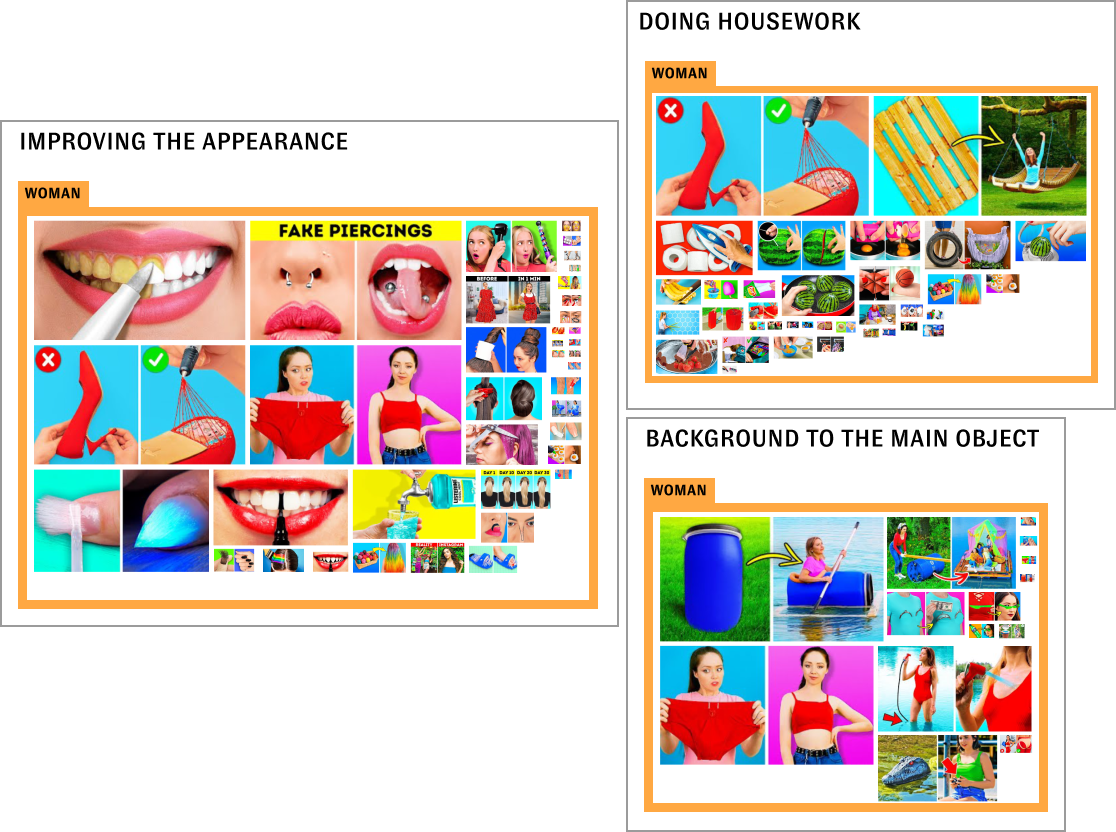 DOING HOUSEWORK
WOMAN
IMPROVING THE APPEARANCE
WOMAN
FAKE PIERCINGS
BEFORE
IN 1 MIN
DAY 1 DAY 10 DAY 20 DAY 30
BACKGROUND TO THE MAIN OBJECT
WOMAN